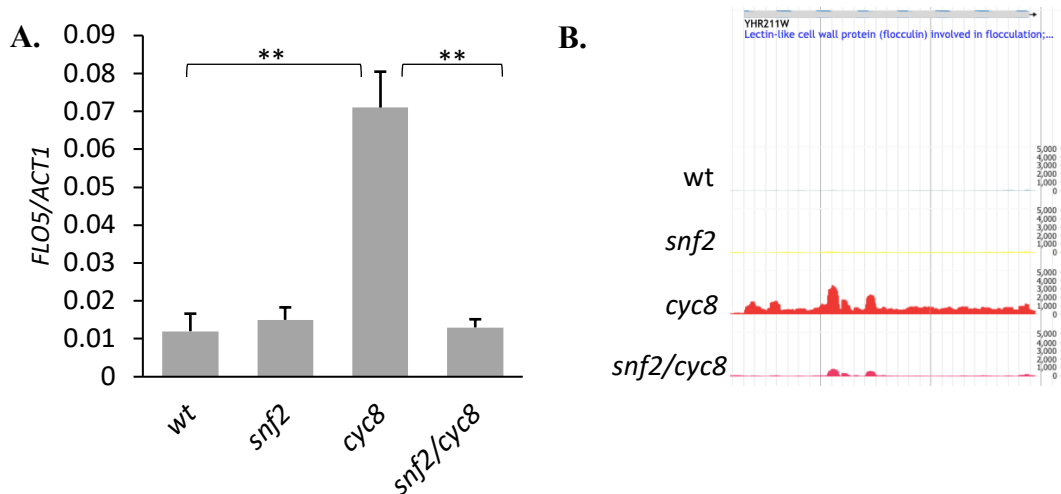 A.
FLO5/ACT1
0.09
0.08
0.07
0.06
0.05
0.04
0.03
0.02
0.01
0
**
**
wt
snf2
cyc8
snf2/cyc8
B.
YHR211W
Lectin-like cell wall protein (flocculin) involved in flocculation;...
wt
5,000
4,000
3,000
2,000
1,000
0
snf2
5,000
4,000
3,000
2,000
1,000
0
cyc8
5,000
4,000
3,000
2,000
1,000
0
snf2/cyc8
5,000
4,000
3,000
2,000
1,000
0